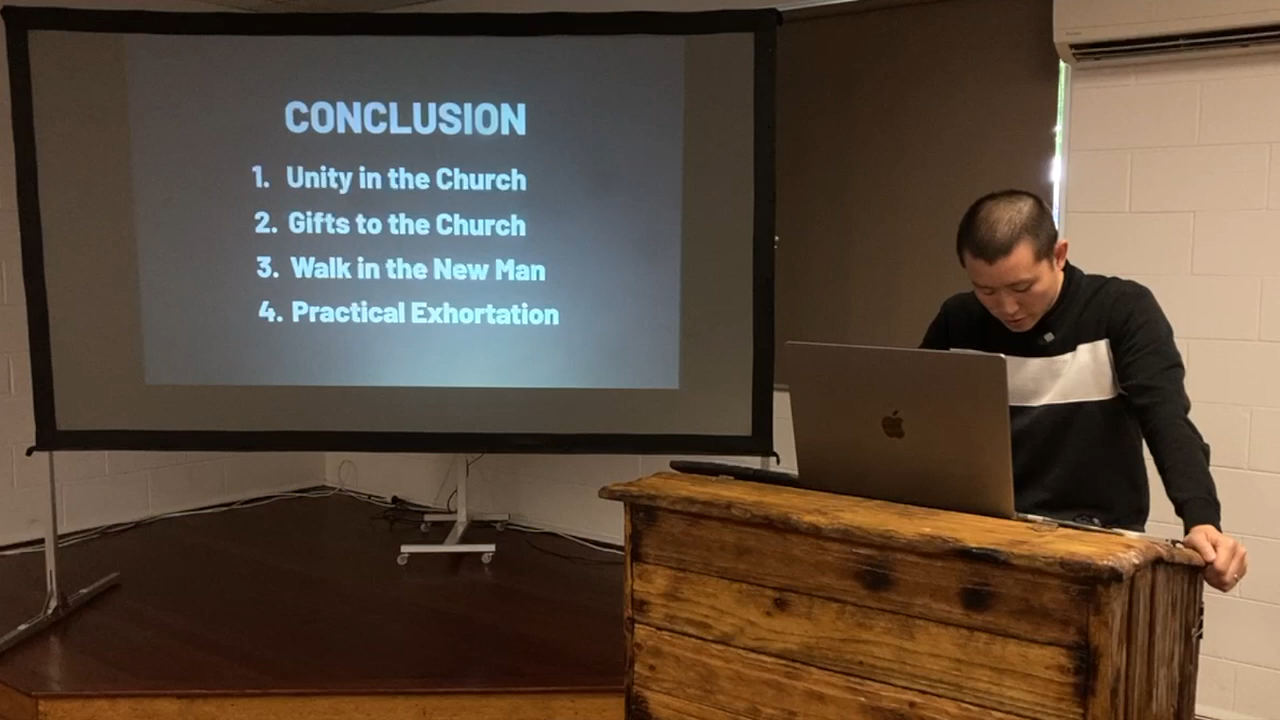 CONCLUSION
1. Unity in the Church
2. Gifts to the Church
3. Walk in the New Man
4. Practical Exhortation